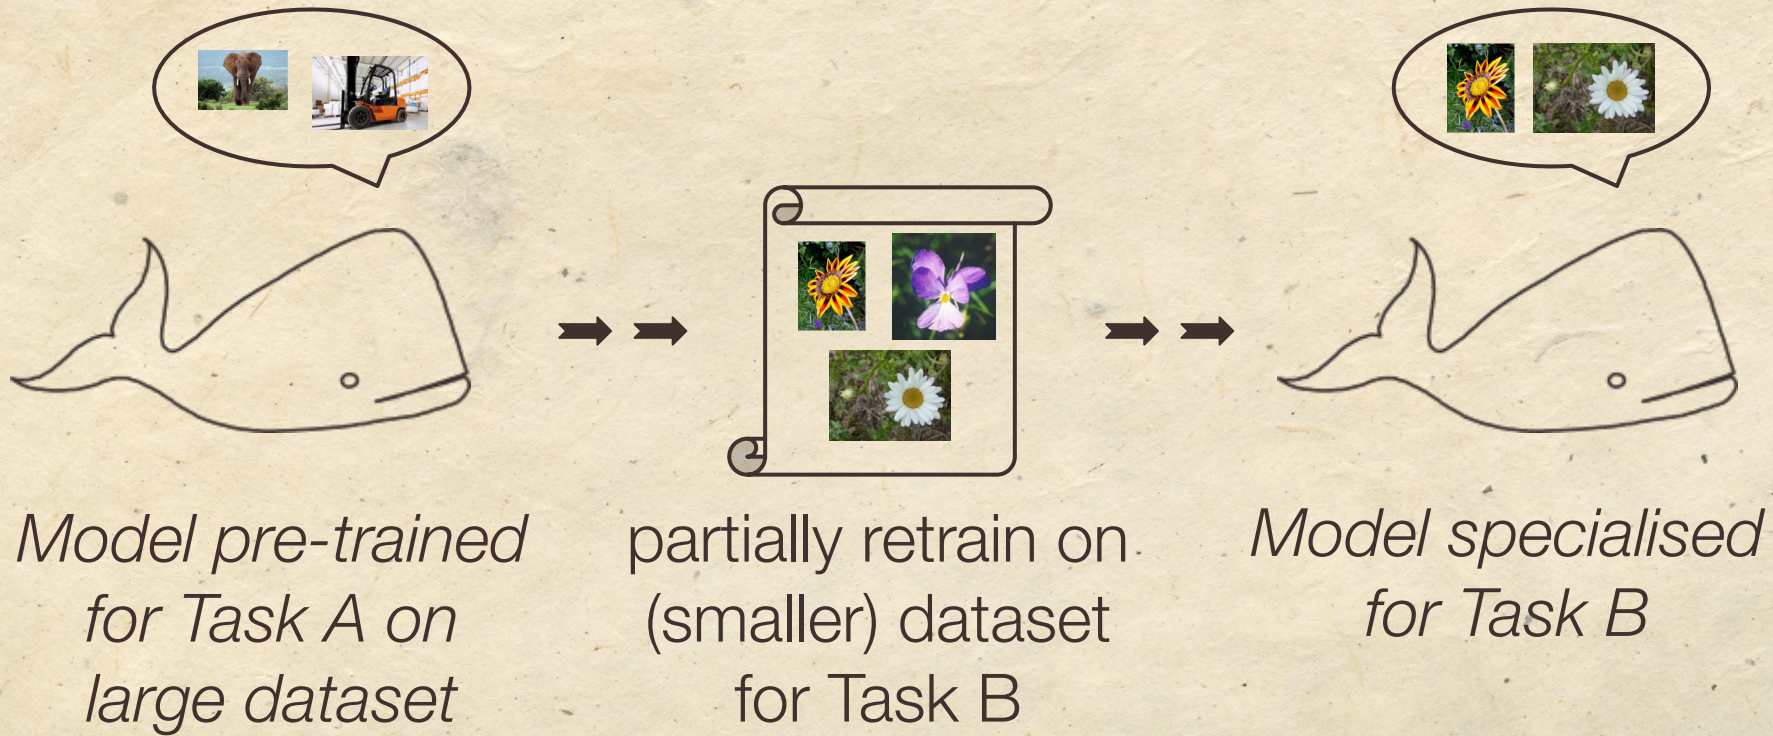 Model pre-trained
for Task A on
large dataset
partially retrain on
(smaller) dataset
for Task B
Model specialised
for Task B